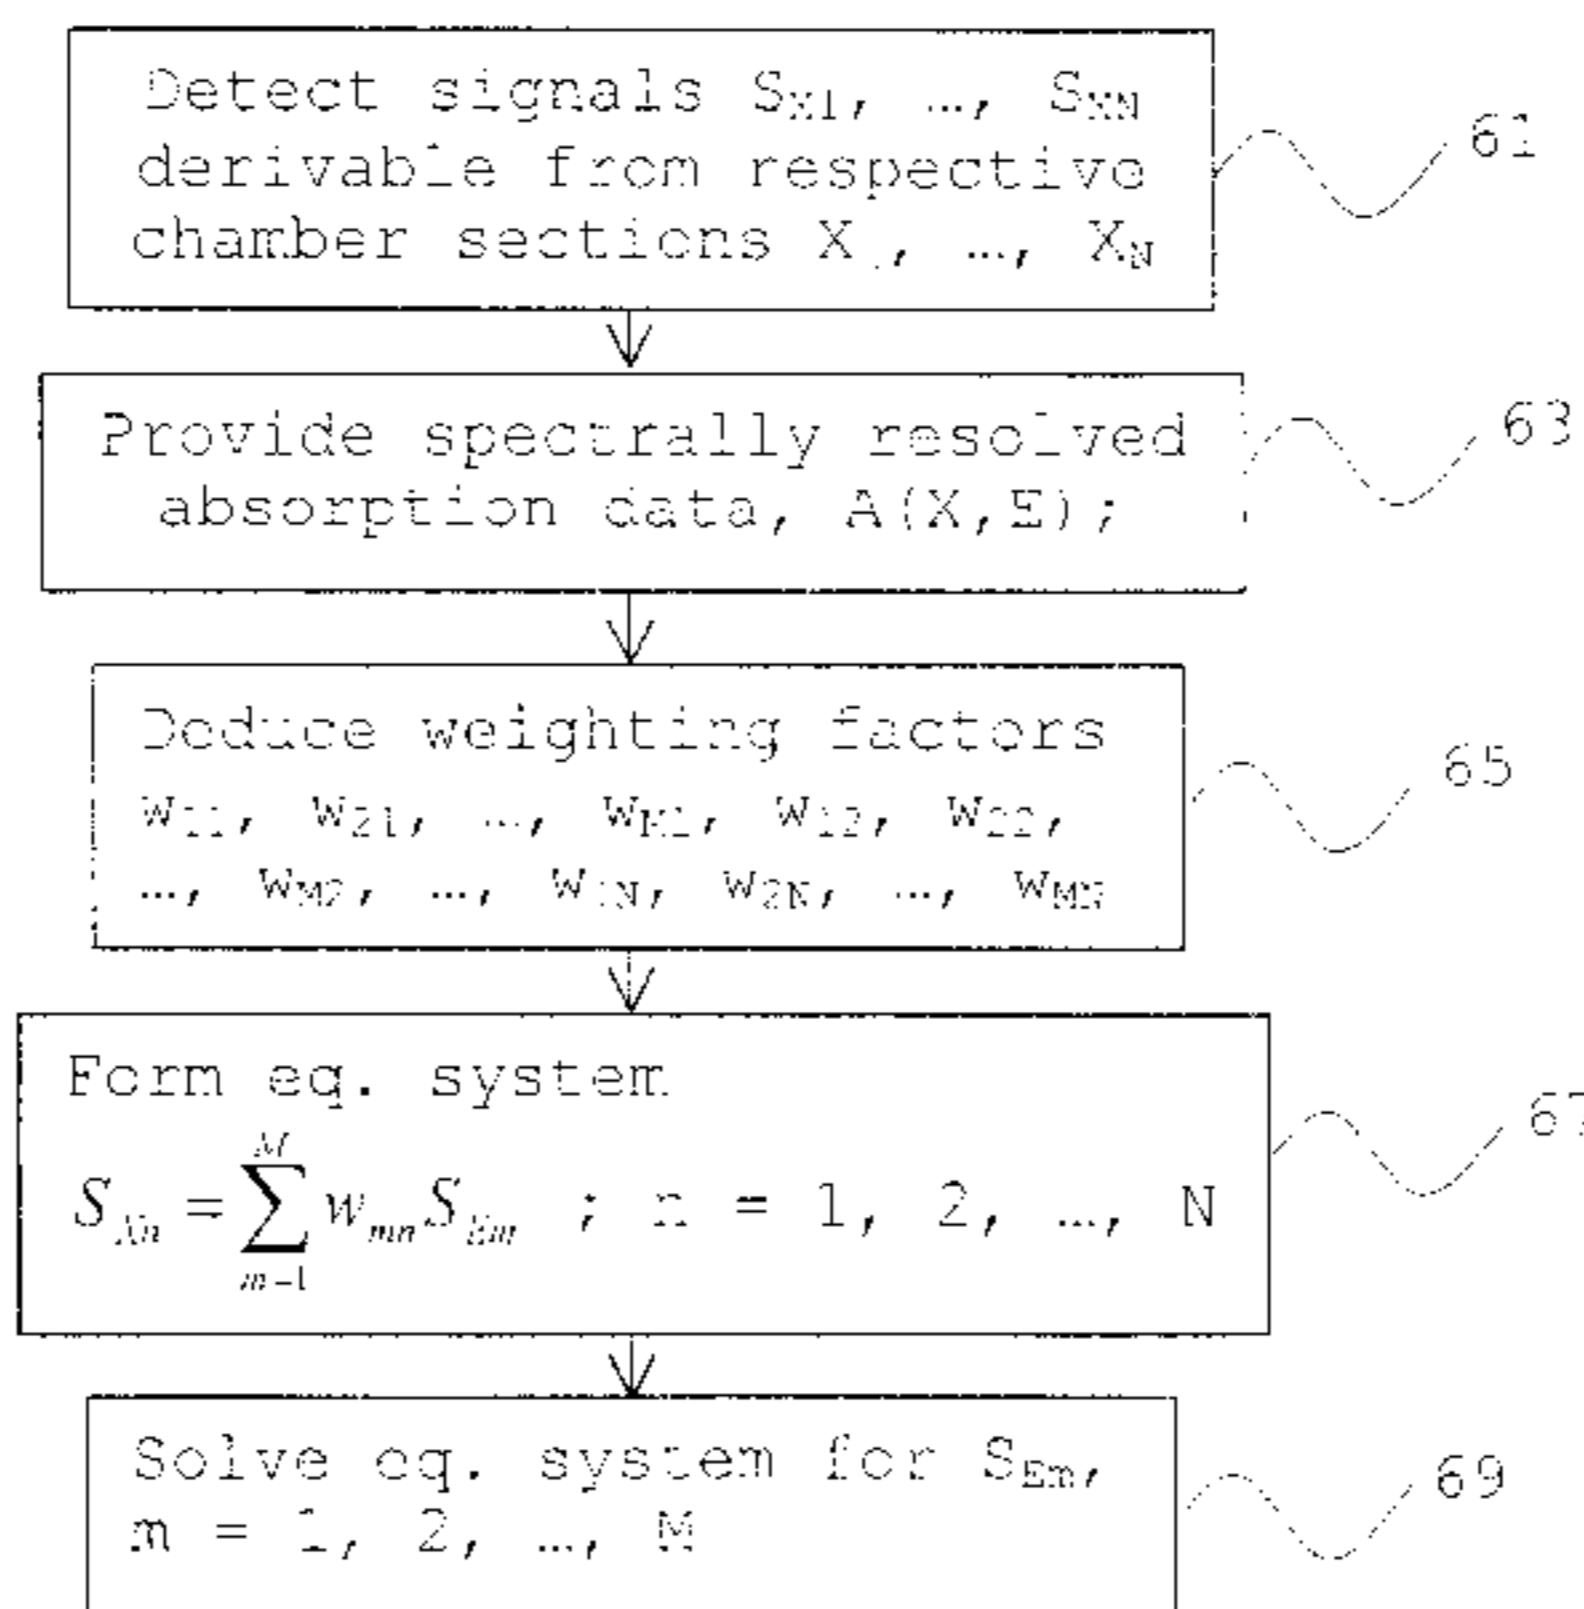 Detect signals S_X1, …, S_XN
derivable from respective
chamber sections X_1, …, X_N
61
Provide spectrally resolved
absorption data, A(X,E);
63
Deduce weighting factors
w_11, w_21, …, w_M1, w_12, w_22,
…, w_M2, …, w_1N, w_2N, …, w_MN
65
Form eq. system
S_Xn = ∑_{m=1}^{M} w_mn S_Em ; n = 1, 2, …, N
67
Solve eq. system for S_Em,
m = 1, 2, …, M
69